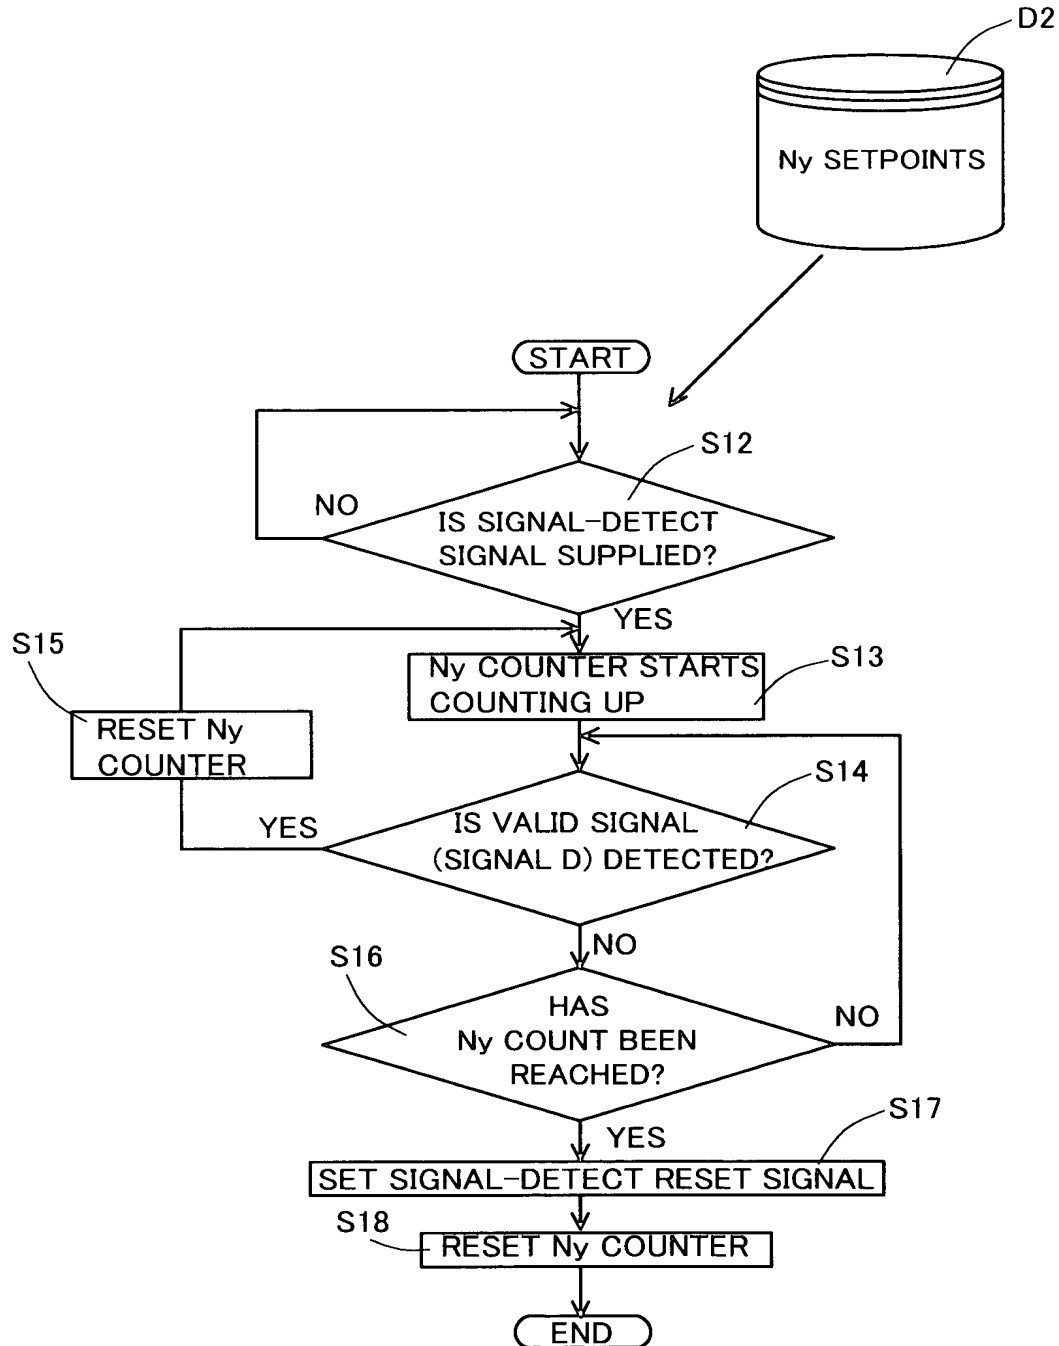 D2
Ny SETPOINTS
START
S12
NO
IS SIGNAL-DETECT
SIGNAL SUPPLIED?
YES
S15
S13
Ny COUNTER STARTS
COUNTING UP
RESET Ny
COUNTER
S14
YES
IS VALID SIGNAL
(SIGNAL D) DETECTED?
NO
S16
HAS
Ny COUNT BEEN
REACHED?
NO
S17
YES
SET SIGNAL-DETECT RESET SIGNAL
S18
RESET Ny COUNTER
END